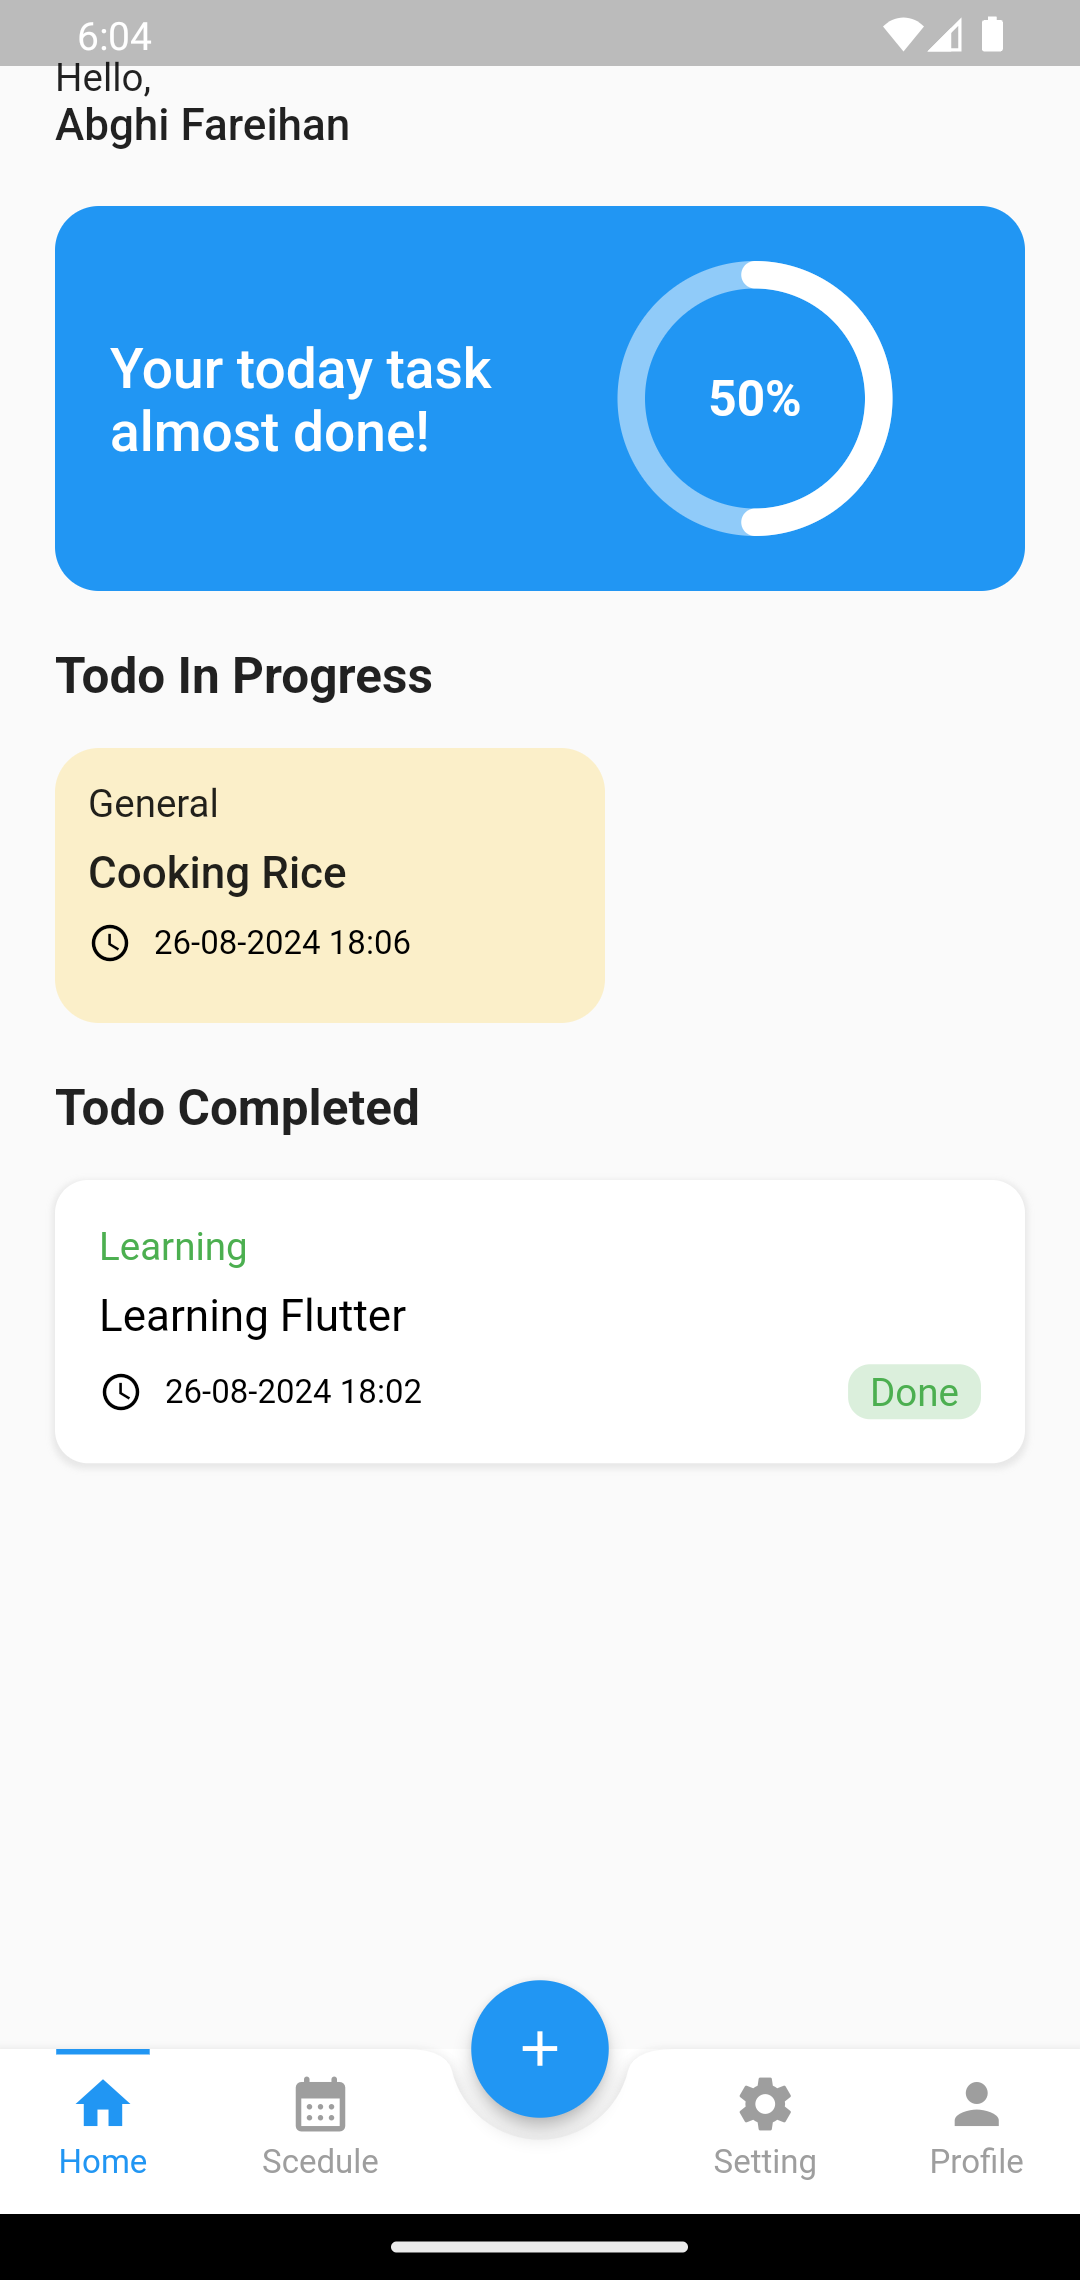 6:04
Hello,
Abghi Fareihan
Your today task
almost done!
50%
Todo In Progress
General
Cooking Rice
26-08-2024 18:06
Todo Completed
Learning
Learning Flutter
26-08-2024 18:02
Done
Home
Scedule
Setting
Profile